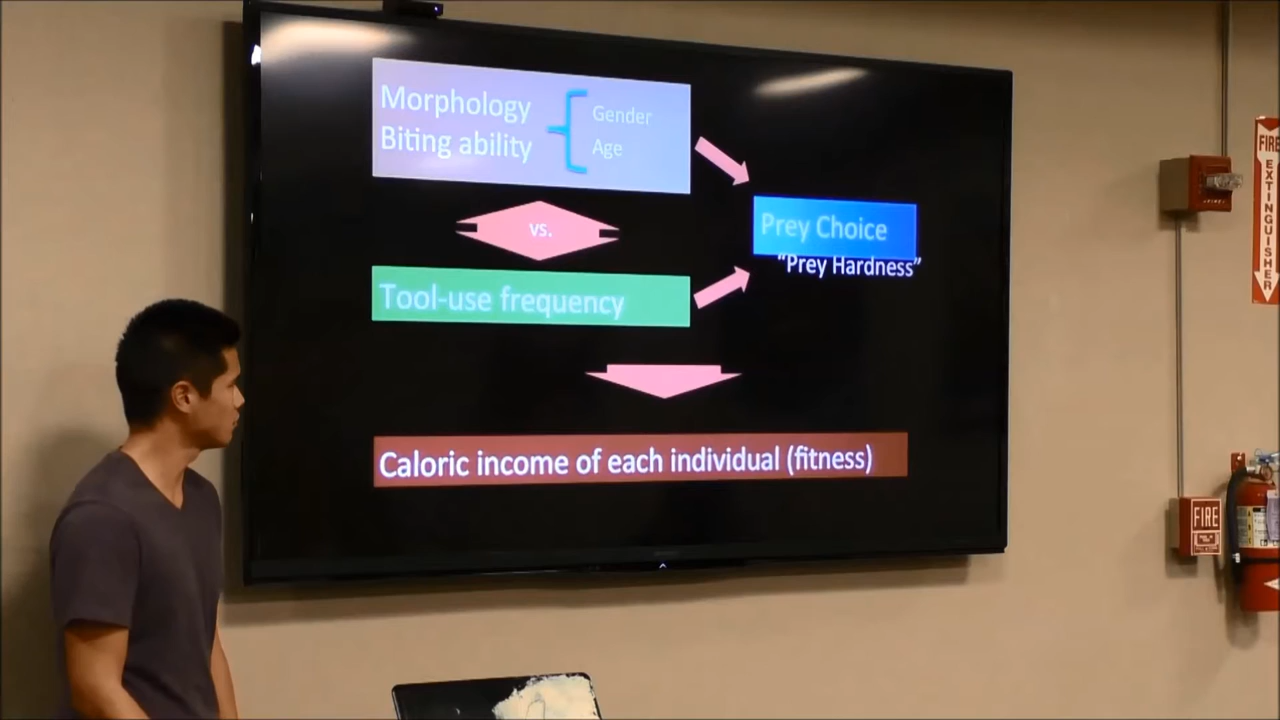 Morphology
Biting ability
Gender
Age
vs.
Prey Choice
"Prey Hardness"
Tool-use frequency
Caloric income of each individual (fitness)
FIRE
EXTINGUISHER
FIRE